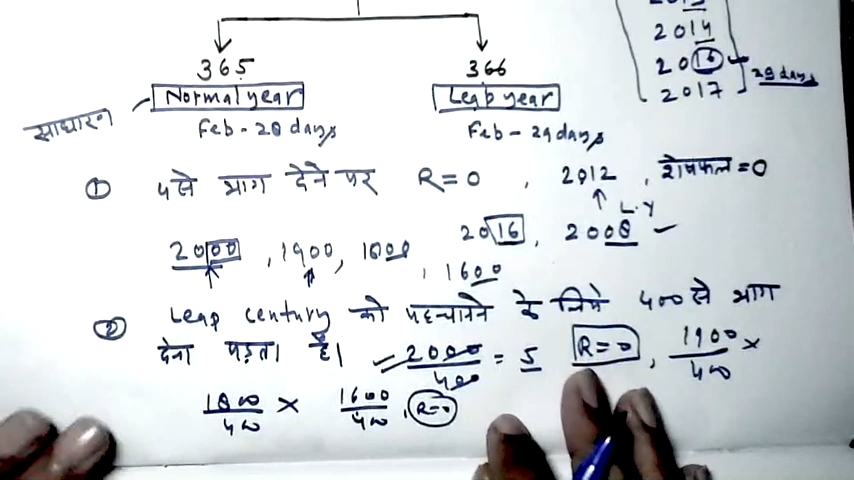 2014
2016
2017
29 days
365 366
Normal year Leap year
साधारण
Feb - 28 days Feb - 29 days
① 4 से भाग देने पर R = 0 , 2012 , शेषफल = 0
L.Y
2000 , 1900, 1800 , 1600 2016 , 2008
② Leap century को पहचानने के लिये 400 से भाग
देना पड़ता है। 2000/400 = 5 R = 0 , 1900/400 ×
1800/400 × 1600/400 , R=0